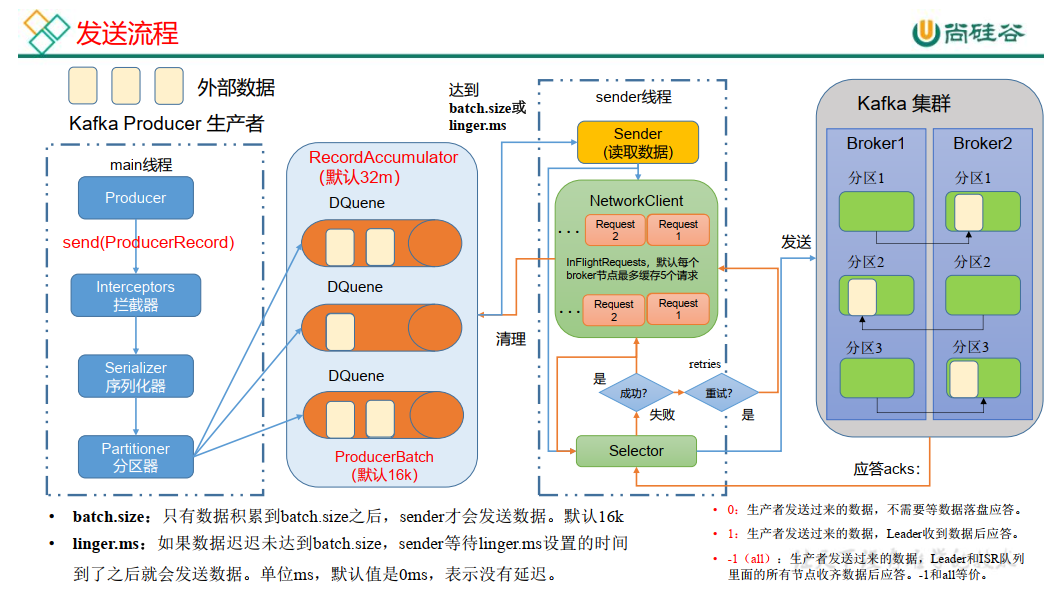 发送流程
尚硅谷
外部数据
Kafka Producer 生产者
main线程
Producer
send(ProducerRecord)
Interceptors
拦截器
Serializer
序列化器
Partitioner
分区器
RecordAccumulator
(默认32m)
DQuene
DQuene
DQuene
ProducerBatch
(默认16k)
达到
batch.size或
linger.ms
清理
sender线程
Sender
(读取数据)
NetworkClient
... Request 2 Request 1
InFlightRequests，默认每个
broker节点最多缓存5个请求
... Request 2 Request 1
retries
是
成功?
重试?
失败
是
Selector
发送
Kafka 集群
Broker1
Broker2
分区1
分区1
分区2
分区2
分区3
分区3
应答acks：
• batch.size：只有数据积累到batch.size之后，sender才会发送数据。默认16k
• linger.ms：如果数据迟迟未达到batch.size，sender等待linger.ms设置的时间
到了之后就会发送数据。单位ms，默认值是0ms，表示没有延迟。
• 0：生产者发送过来的数据，不需要等数据落盘应答。
• 1：生产者发送过来的数据，Leader收到数据后应答。
• -1（all）：生产者发送过来的数据，Leader和ISR队列
里面的所有节点收齐数据后应答。-1和all等价。